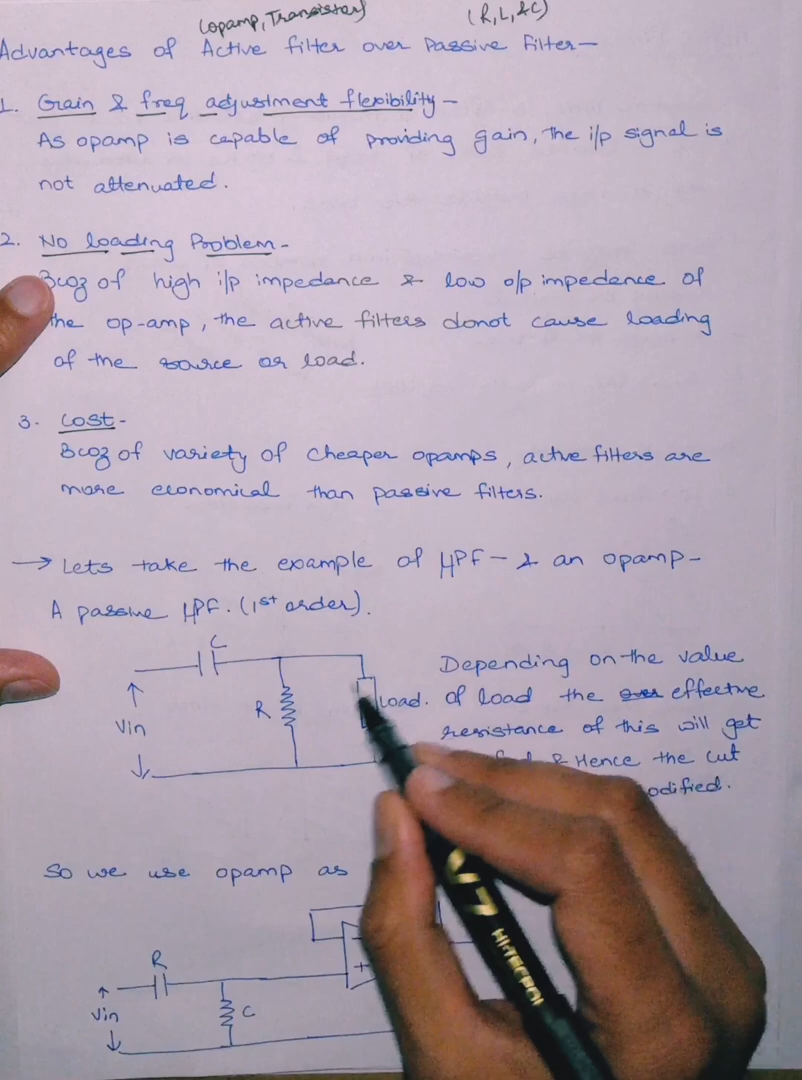 (opamp, Transistor) (R, L, & C)
Advantages of Active filter over Passive Filter—
1. Gain & freq adjustment flexibility—
As opamp is capable of providing gain, the i/p signal is
not attenuated.
2. No loading Problem-
Bcoz of high i/p impedance & low o/p impedence of
the op-amp, the active filters donot cause loading
of the source or load.
3. Cost-
Bcoz of variety of cheaper opamps, active filters are
more economical than passive filters.
→ Lets take the example of HPF- & an opamp-
A passive HPF. (1st order).
C
Vin
R
Load.
Depending on the value
of load the effective
resistance of this will get
& Hence the cut
odified.
So we use opamp as
R
Vin
C
+
V7 HI-TECPOI